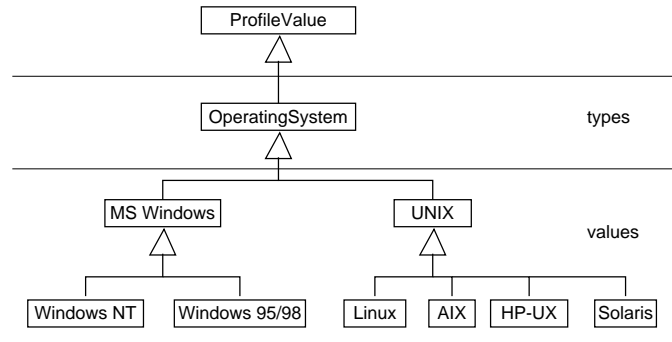 ProfileValue
OperatingSystem
types
MS Windows
UNIX
values
Windows NT
Windows 95/98
Linux
AIX
HP-UX
Solaris